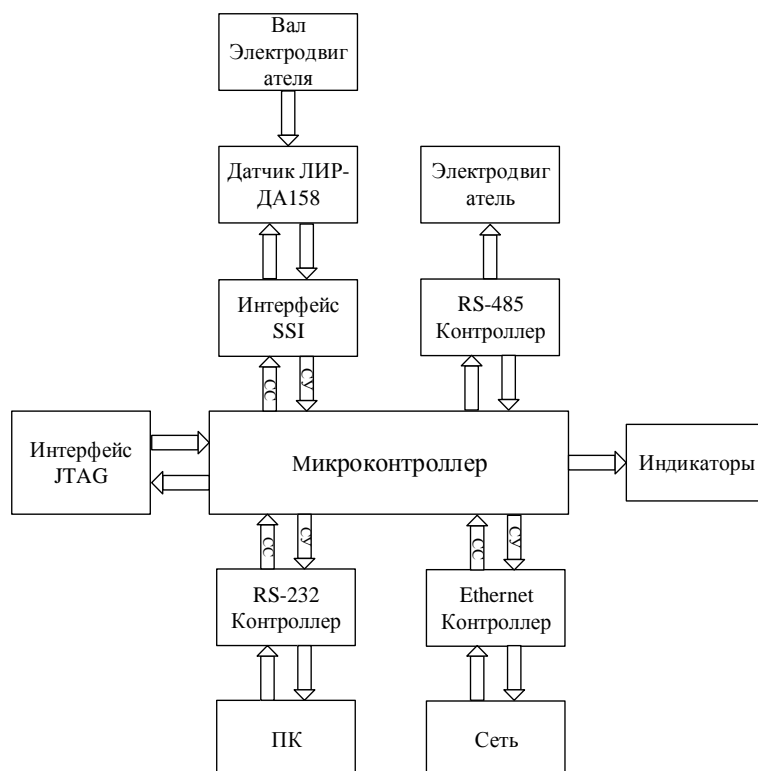 Вал
Электродвиг
ателя
Датчик ЛИР-
ДА158
Электродвиг
атель
Интерфейс
SSI
RS-485
Контроллер
СС
СУ
Интерфейс
JTAG
Микроконтроллер
Индикаторы
СС
СУ
СС
СУ
RS-232
Контроллер
Ethernet
Контроллер
ПК
Сеть